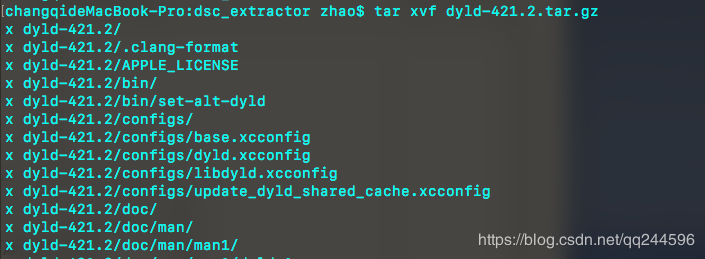 changqideMacBook-Pro:dsc_extractor zhao$ tar xvf dyld-421.2.tar.gz
x dyld-421.2/
x dyld-421.2/.clang-format
x dyld-421.2/APPLE_LICENSE
x dyld-421.2/bin/
x dyld-421.2/bin/set-alt-dyld
x dyld-421.2/configs/
x dyld-421.2/configs/base.xcconfig
x dyld-421.2/configs/dyld.xcconfig
x dyld-421.2/configs/libdyld.xcconfig
x dyld-421.2/configs/update_dyld_shared_cache.xcconfig
x dyld-421.2/doc/
x dyld-421.2/doc/man/
x dyld-421.2/doc/man/man1/
https://blog.csdn.net/qq244596